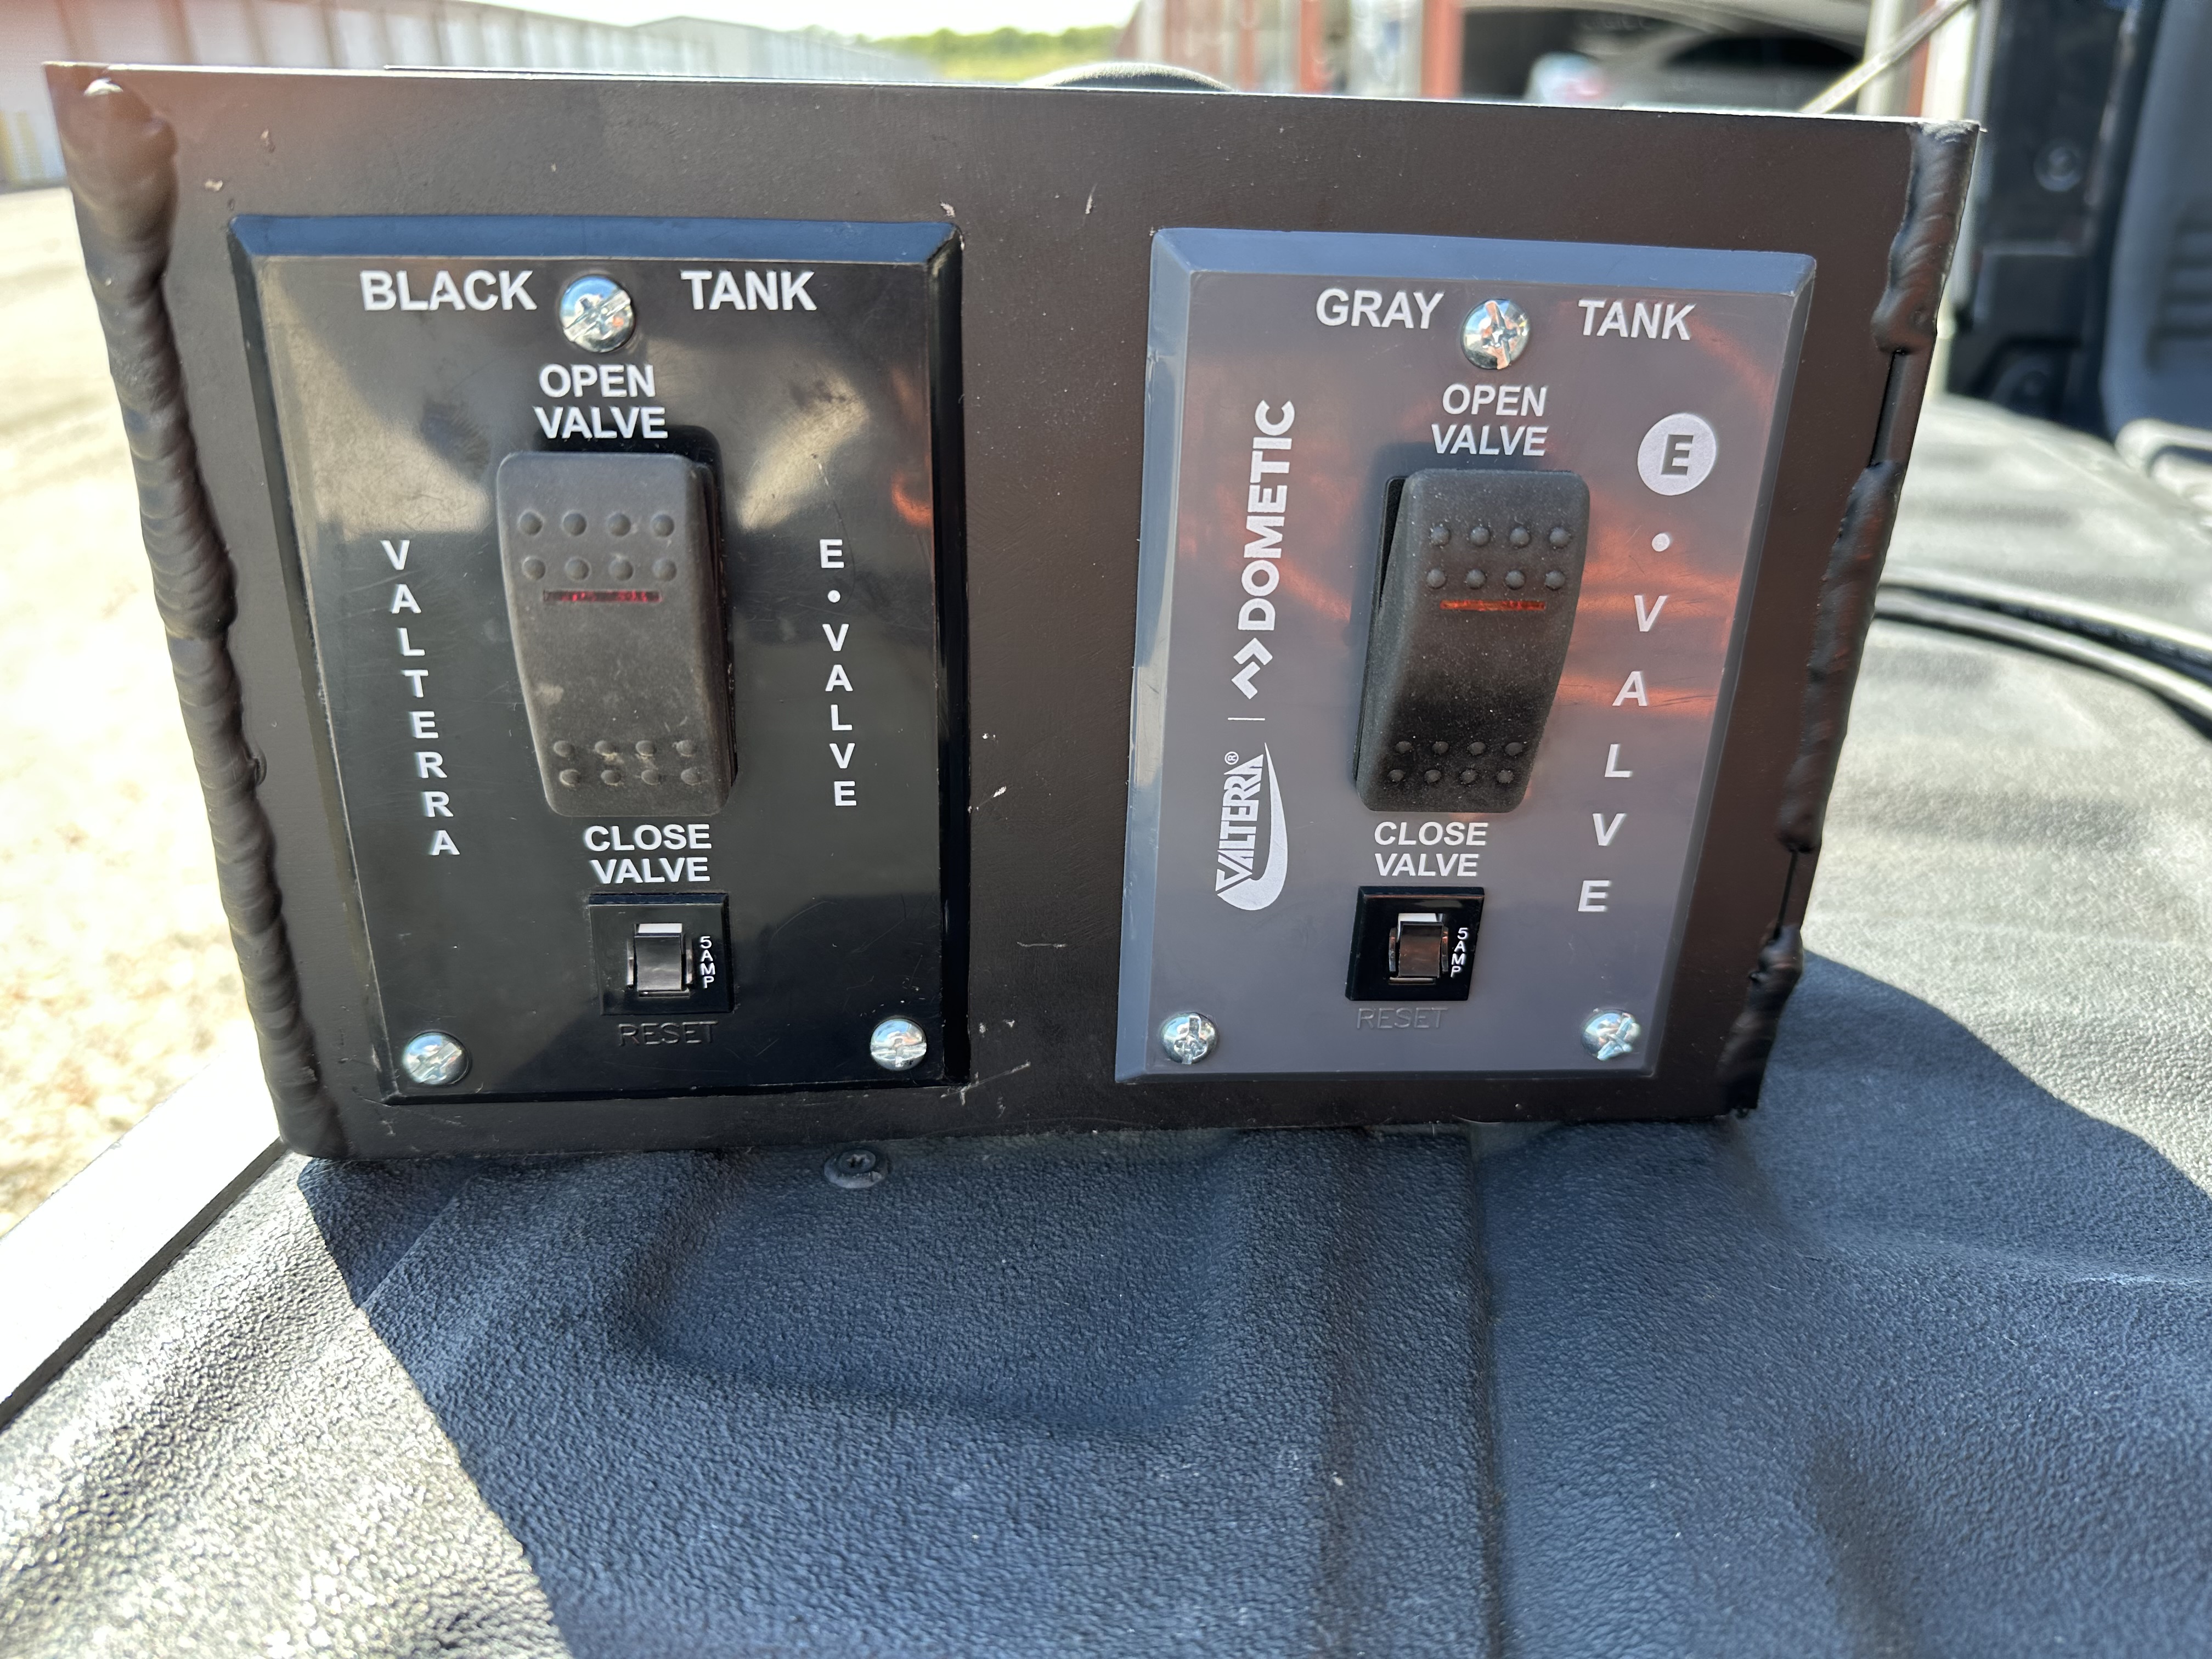 BLACK TANK
OPEN
VALVE
VALTERRA
E•VALVE
CLOSE
VALVE
5AMP
RESET
GRAY TANK
OPEN
VALVE
VALTERRA® | DOMETIC
E
E•VALVE
CLOSE
VALVE
5AMP
RESET